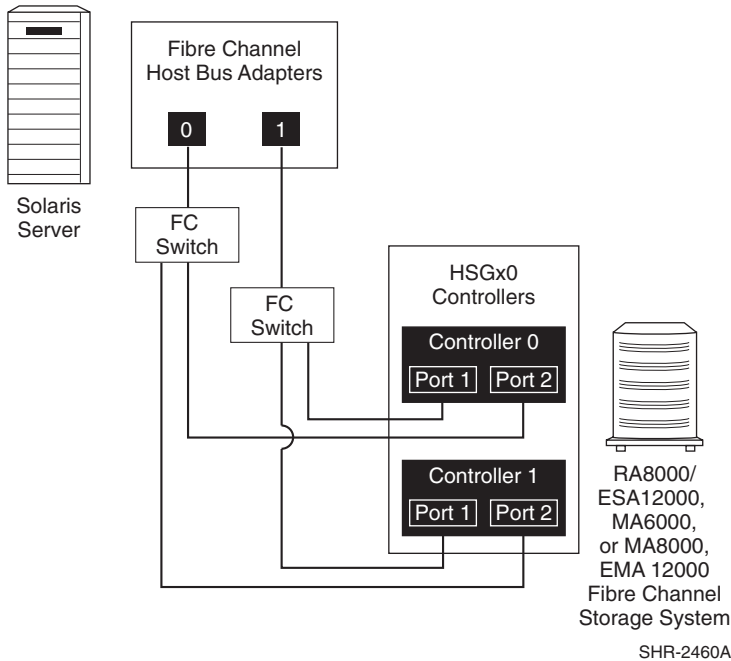 Fibre Channel
Host Bus Adapters
0
1
Solaris
Server
FC
Switch
FC
Switch
HSGx0
Controllers
Controller 0
Port 1
Port 2
Controller 1
Port 1
Port 2
RA8000/
ESA12000,
MA6000,
or MA8000,
EMA 12000
Fibre Channel
Storage System
SHR-2460A